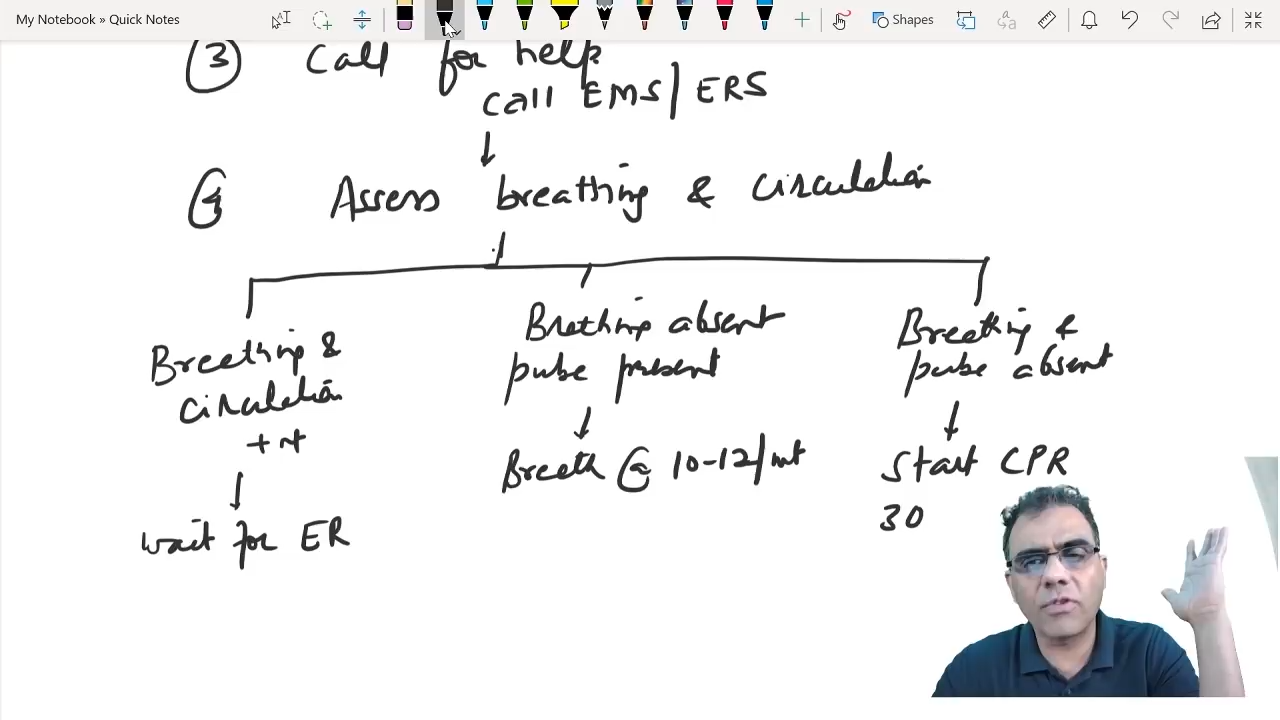 My Notebook » Quick Notes
Shapes
3 Call for help
call EMS/ERS
4 Assess breathing & circulation
Breathing &
circulation
+nt
wait for ER
Brething absent
pulse present
Breath @ 10-12/mt
Breathing &
pulse absent
Start CPR
30